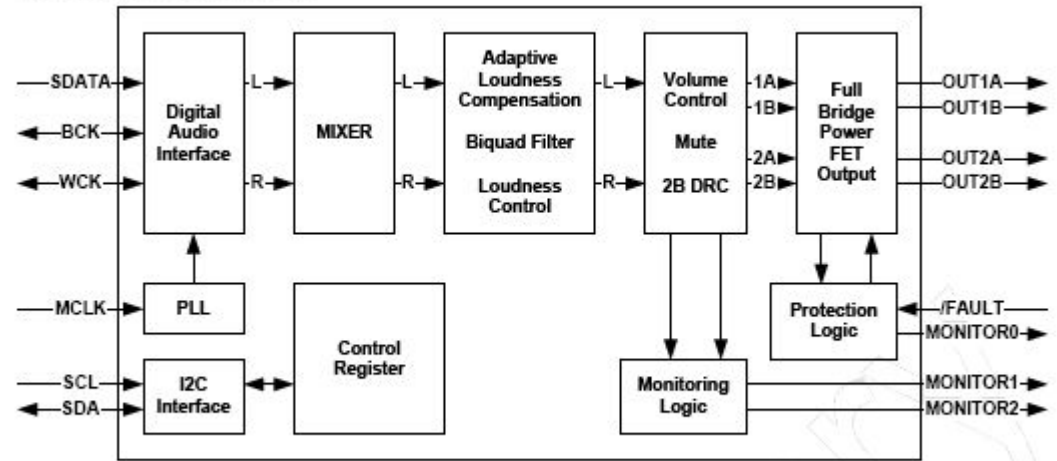 SDATA
BCK
WCK
Digital
Audio
Interface
L
R
MIXER
L
R
Adaptive
Loudness
Compensation
Biquad Filter
Loudness
Control
L
R
Volume
Control
Mute
2B DRC
1A
1B
2A
2B
Full
Bridge
Power
FET
Output
OUT1A
OUT1B
OUT2A
OUT2B
MCLK
PLL
Control
Register
Protection
Logic
/FAULT
MONITOR0
SCL
SDA
I2C
Interface
Monitoring
Logic
MONITOR1
MONITOR2